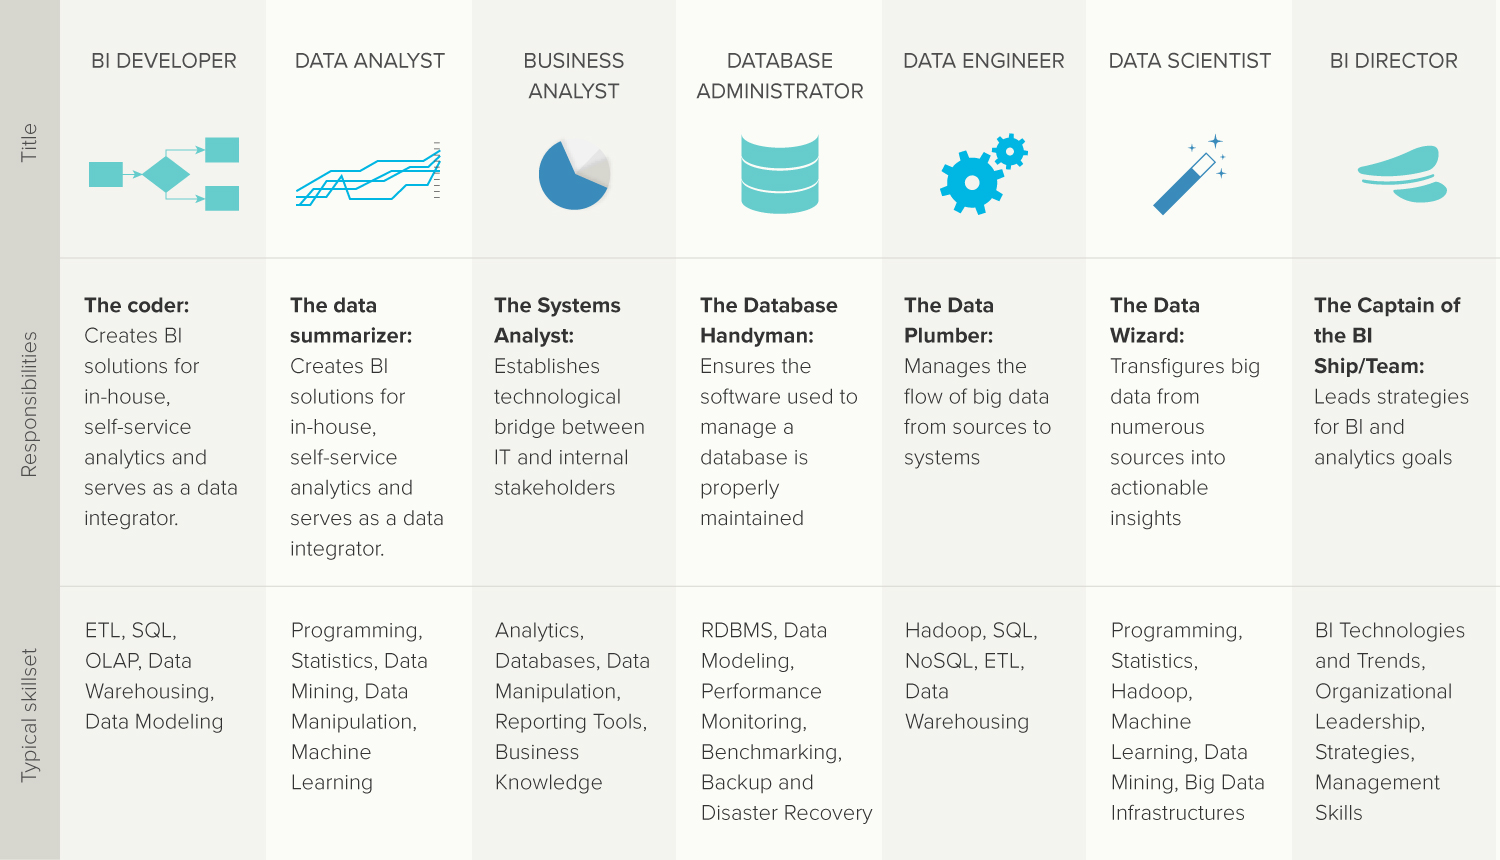 Title
BI DEVELOPER
DATA ANALYST
BUSINESS
ANALYST
DATABASE
ADMINISTRATOR
DATA ENGINEER
DATA SCIENTIST
BI DIRECTOR
Responsibilities
The coder:
Creates BI
solutions for
in-house,
self-service
analytics and
serves as a data
integrator.
The data
summarizer:
Creates BI
solutions for
in-house,
self-service
analytics and
serves as a data
integrator.
The Systems
Analyst:
Establishes
technological
bridge between
IT and internal
stakeholders
The Database
Handyman:
Ensures the
software used to
manage a
database is
properly
maintained
The Data
Plumber:
Manages the
flow of big data
from sources to
systems
The Data
Wizard:
Transfigures big
data from
numerous
sources into
actionable
insights
The Captain of
the BI
Ship/Team:
Leads strategies
for BI and
analytics goals
Typical skillset
ETL, SQL,
OLAP, Data
Warehousing,
Data Modeling
Programming,
Statistics, Data
Mining, Data
Manipulation,
Machine
Learning
Analytics,
Databases, Data
Manipulation,
Reporting Tools,
Business
Knowledge
RDBMS, Data
Modeling,
Performance
Monitoring,
Benchmarking,
Backup and
Disaster Recovery
Hadoop, SQL,
NoSQL, ETL,
Data
Warehousing
Programming,
Statistics,
Hadoop,
Machine
Learning, Data
Mining, Big Data
Infrastructures
BI Technologies
and Trends,
Organizational
Leadership,
Strategies,
Management
Skills